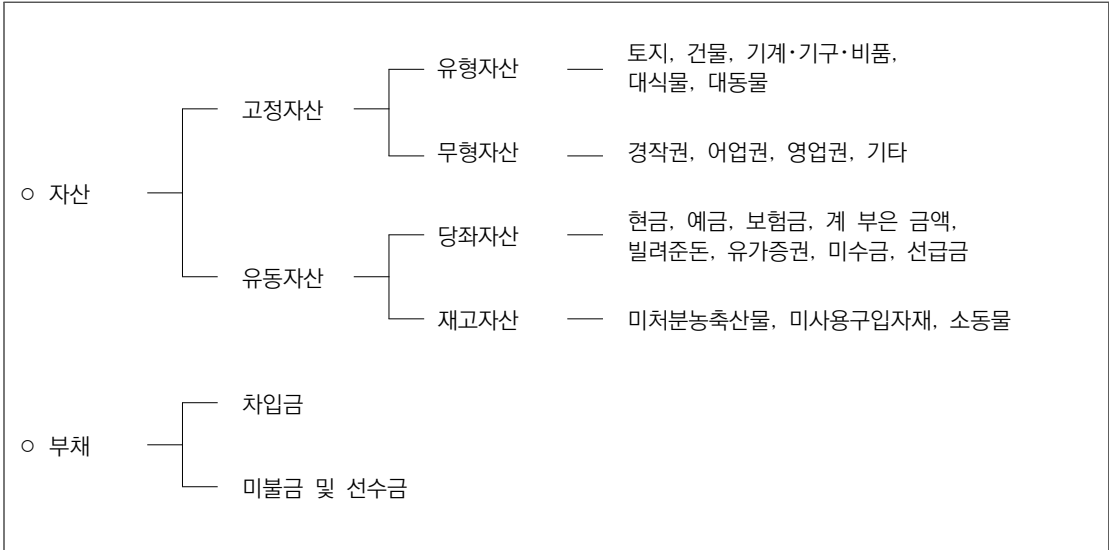 ○ 자산
고정자산
유형자산
토지, 건물, 기계·기구·비품,
대식물, 대동물
무형자산
경작권, 어업권, 영업권, 기타
유동자산
당좌자산
현금, 예금, 보험금, 계 부은 금액,
빌려준돈, 유가증권, 미수금, 선급금
재고자산
미처분농축산물, 미사용구입자재, 소동물
○ 부채
차입금
미불금 및 선수금